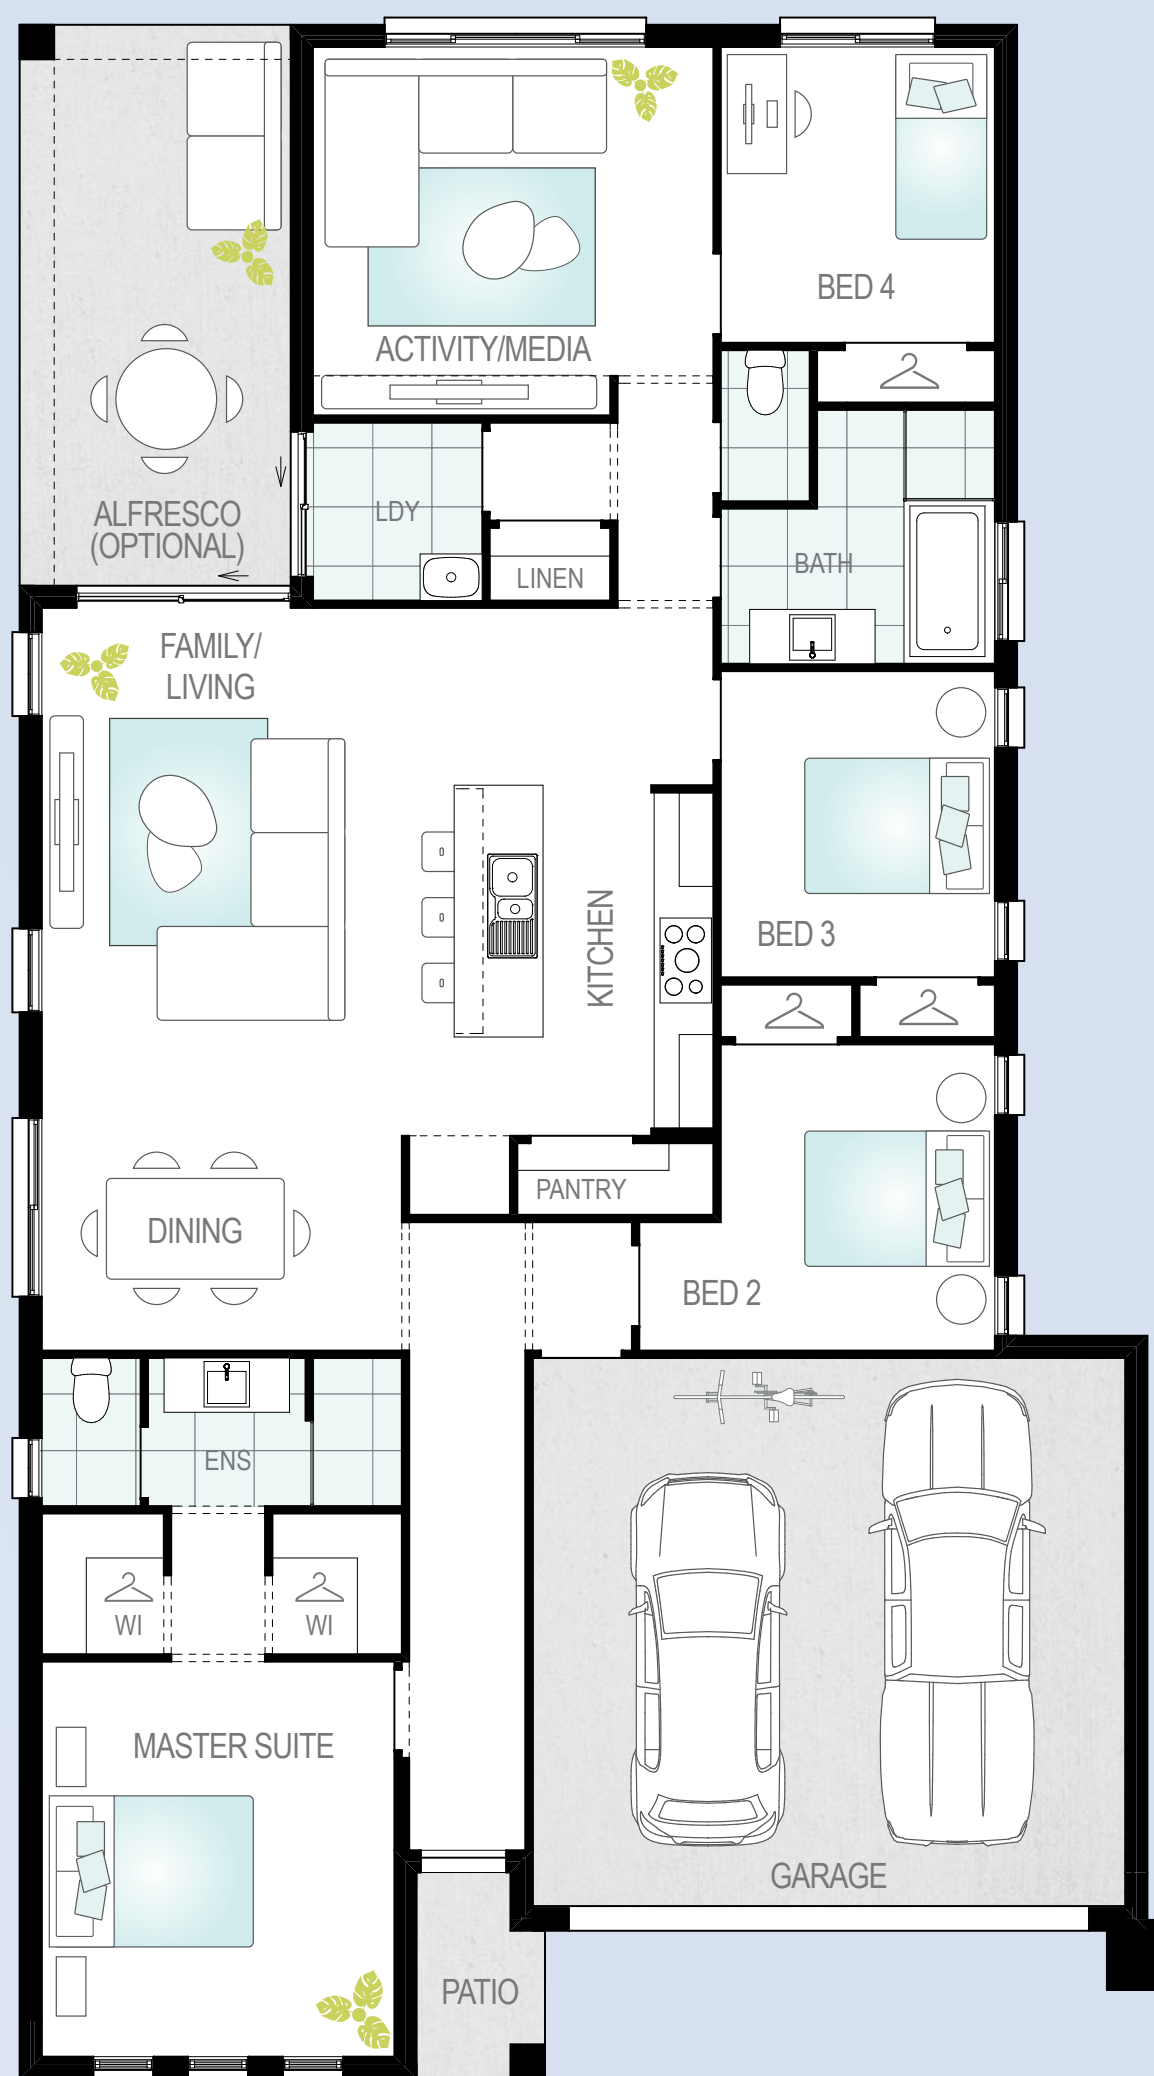 BED 4
ACTIVITY/MEDIA
ALFRESCO
(OPTIONAL)
LDY
LINEN
BATH
FAMILY/
LIVING
KITCHEN
BED 3
PANTRY
DINING
BED 2
ENS
WI
WI
MASTER SUITE
GARAGE
PATIO